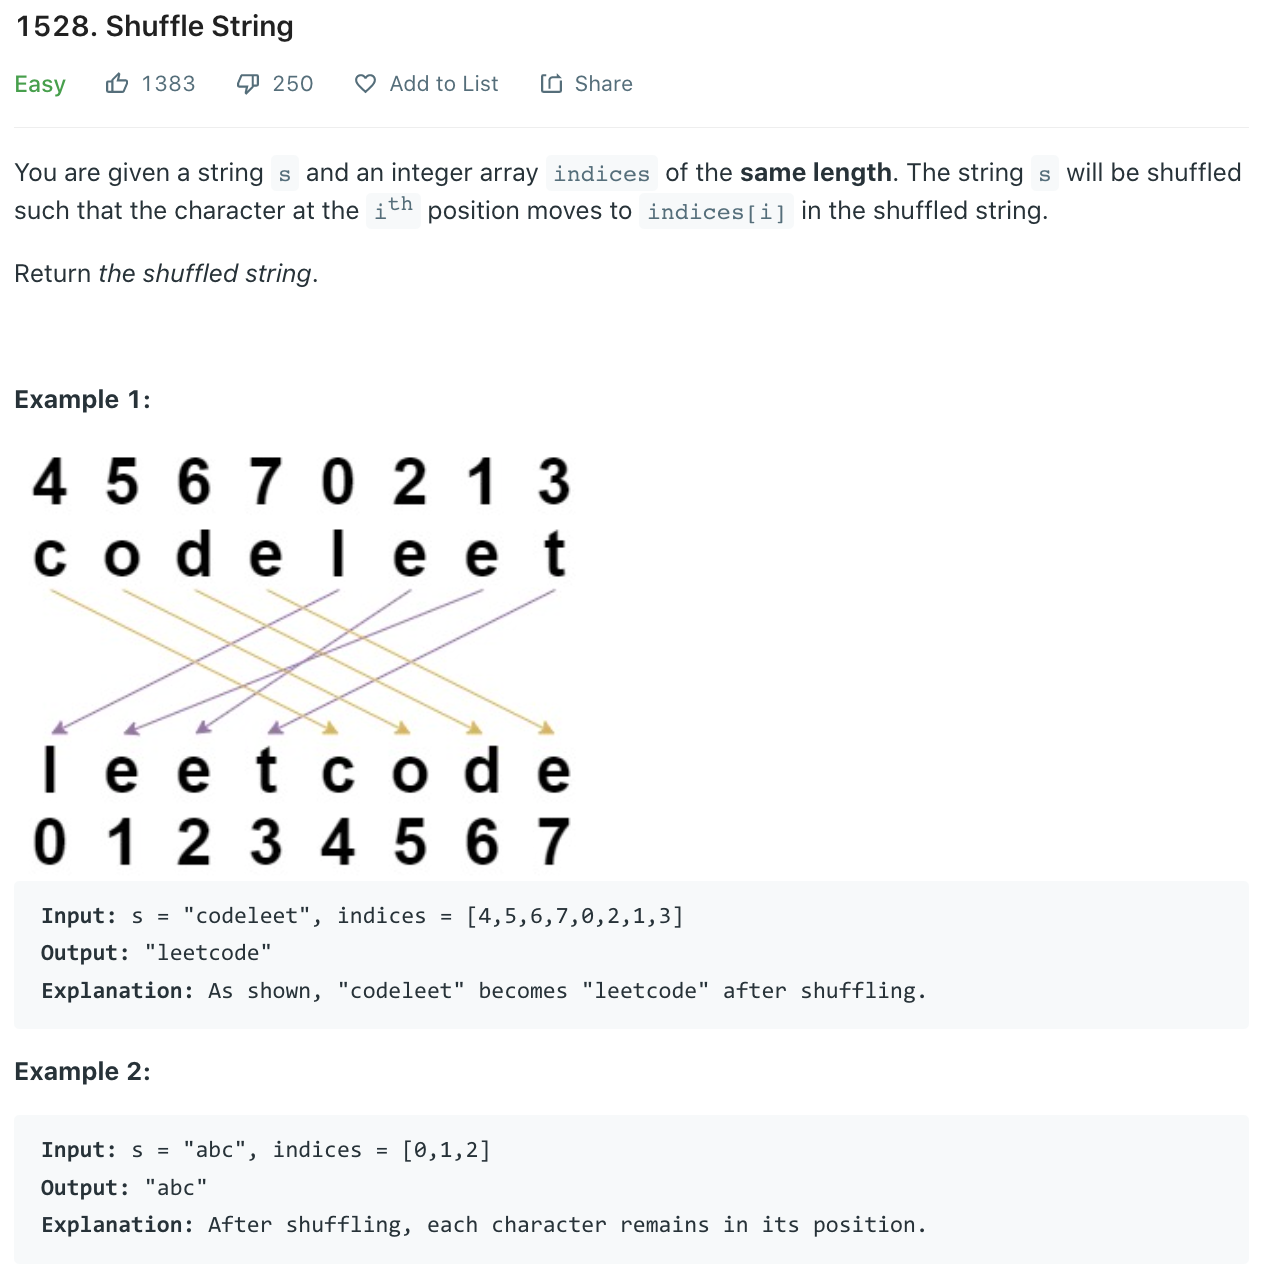 1528. Shuffle String
Easy 1383 250 Add to List Share
You are given a string s and an integer array indices of the same length. The string s will be shuffled
such that the character at the ith position moves to indices[i] in the shuffled string.
Return the shuffled string.
Example 1:
4 5 6 7 0 2 1 3
c o d e l e e t
l e e t c o d e
0 1 2 3 4 5 6 7
Input: s = "codeleet", indices = [4,5,6,7,0,2,1,3]
Output: "leetcode"
Explanation: As shown, "codeleet" becomes "leetcode" after shuffling.
Example 2:
Input: s = "abc", indices = [0,1,2]
Output: "abc"
Explanation: After shuffling, each character remains in its position.